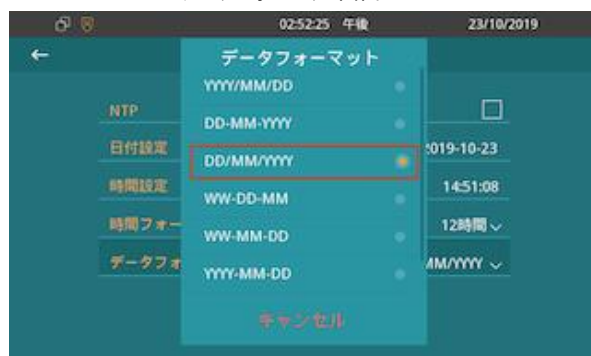 02:52:25 午後 23/10/2019
データフォーマット
YYYY/MM/DD
NTP
DD-MM-YYYY
日付設定 2019-10-23
DD/MM/YYYY
時間設定 14:51:08
WW-DD-MM
時間フォー 12時間
WW-MM-DD
データフォ MM/YYYY
YYYY-MM-DD
キャンセル